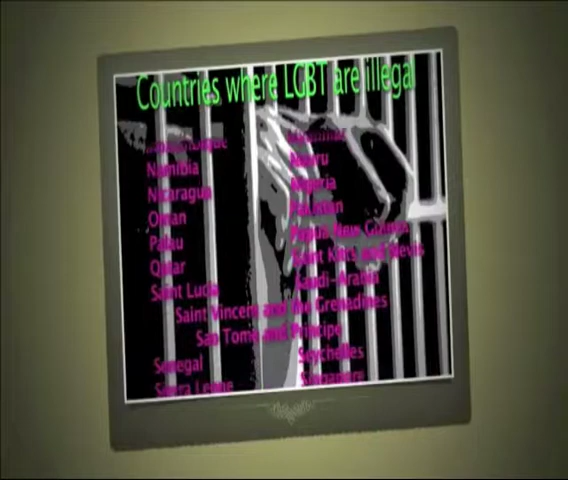 Countries where LGBT are illegal
Namibia Nauru
Nicaragua Nigeria
Oman Pakistan
Palau Papua New Guinea
Qatar Saint Kitts and Nevis
Saint Lucia Saudi-Arabia
Saint Vincent and the Grenadines
Sao Tome and Principe
Senegal Seychelles
Sierra Leone Singapore